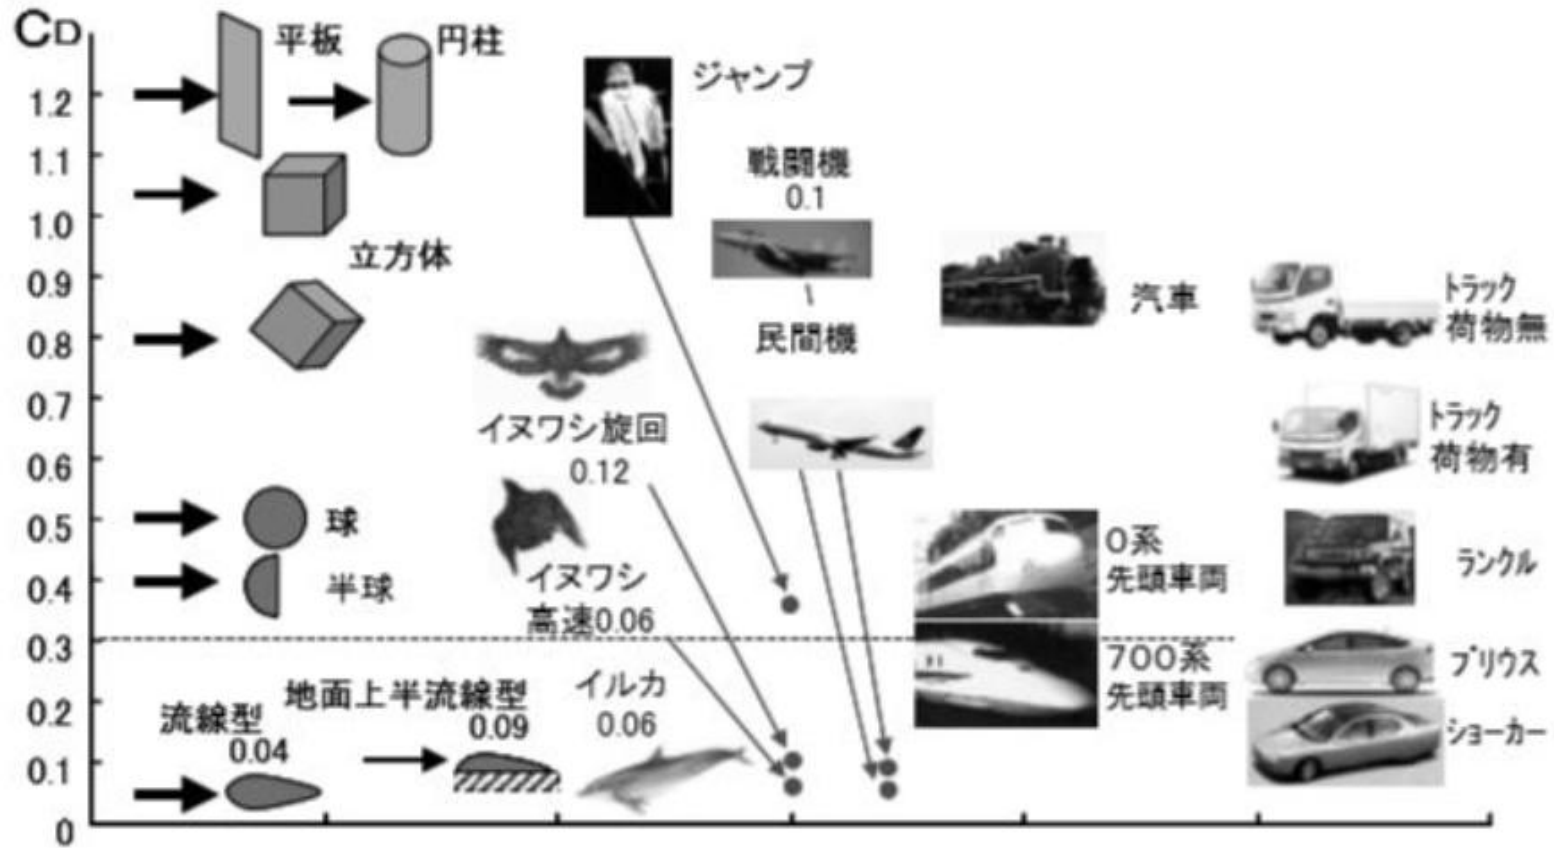 CD
1.2
1.1
1.0
0.9
0.8
0.7
0.6
0.5
0.4
0.3
0.2
0.1
0
平板
円柱
立方体
球
半球
流線型
0.04
地面上半流線型
0.09
イヌワシ旋回
0.12
イヌワシ
高速0.06
イルカ
0.06
ジャンプ
戦闘機
0.1
民間機
汽車
0系
先頭車両
700系
先頭車両
トラック
荷物無
トラック
荷物有
ランクル
プリウス
ショーカー